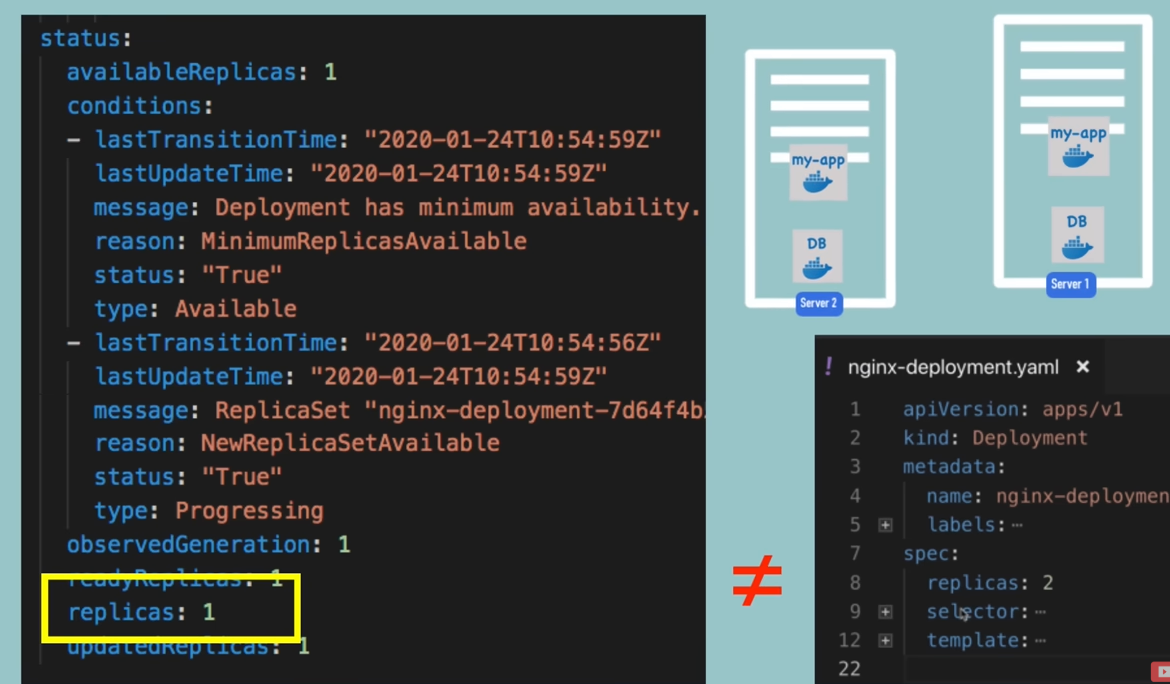 status:
availableReplicas: 1
conditions:
- lastTransitionTime: "2020-01-24T10:54:59Z"
lastUpdateTime: "2020-01-24T10:54:59Z"
message: Deployment has minimum availability.
reason: MinimumReplicasAvailable
status: "True"
type: Available
- lastTransitionTime: "2020-01-24T10:54:56Z"
lastUpdateTime: "2020-01-24T10:54:59Z"
message: ReplicaSet "nginx-deployment-7d64f4b
reason: NewReplicaSetAvailable
status: "True"
type: Progressing
observedGeneration: 1
readyReplicas: 1
replicas: 1
updatedReplicas: 1
≠
my-app
DB
Server 2
my-app
DB
Server 1
! nginx-deployment.yaml ×
1 apiVersion: apps/v1
2 kind: Deployment
3 metadata:
4 name: nginx-deploymen
5 labels:⋯
7 spec:
8 replicas: 2
9 selector:⋯
12 template:⋯
22